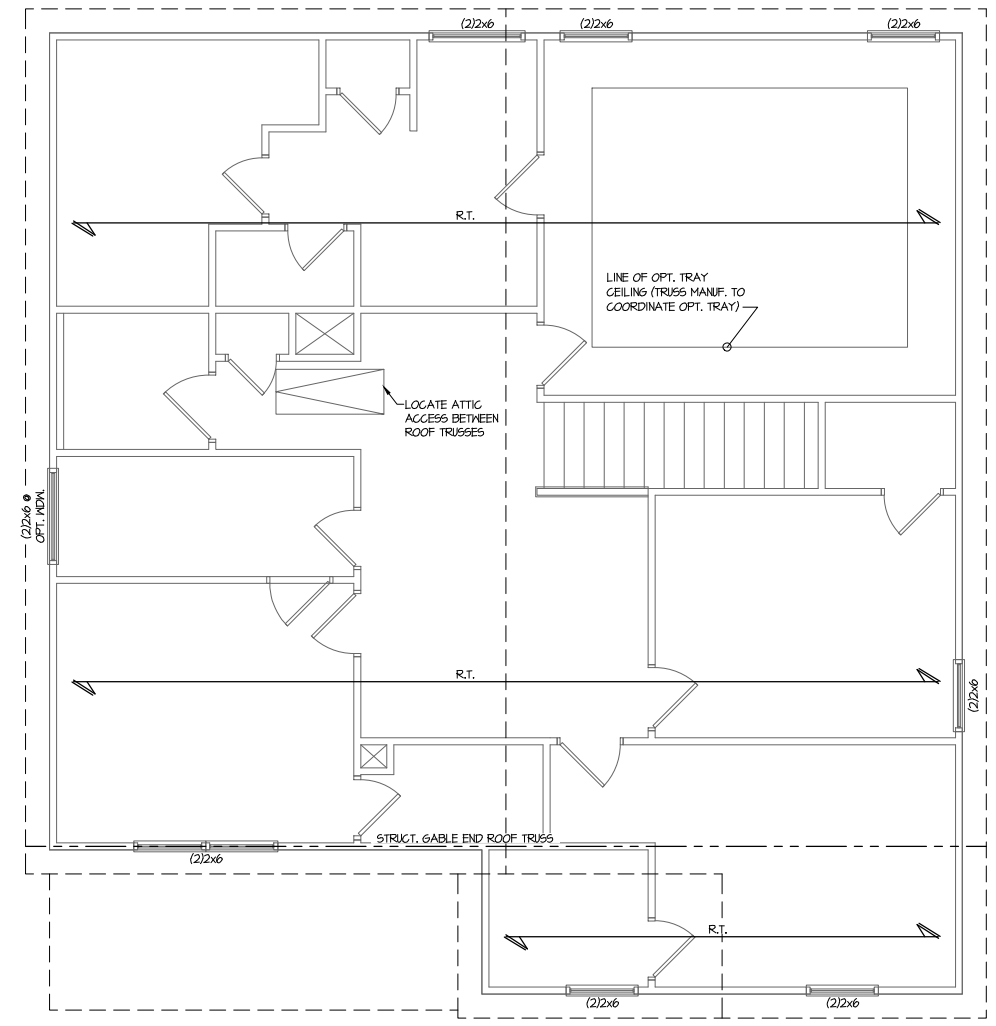 (2)2x6
(2)2x6
(2)2x6
R.T.
LINE OF OPT. TRAY
CEILING (TRUSS MANUF. TO
COORDINATE OPT. TRAY)
LOCATE ATTIC
ACCESS BETWEEN
ROOF TRUSSES
(2)2x6 @
OPT. WDW.
R.T.
(2)2x6
STRUCT. GABLE END ROOF TRUSS
(2)2x6
R.T.
(2)2x6
(2)2x6